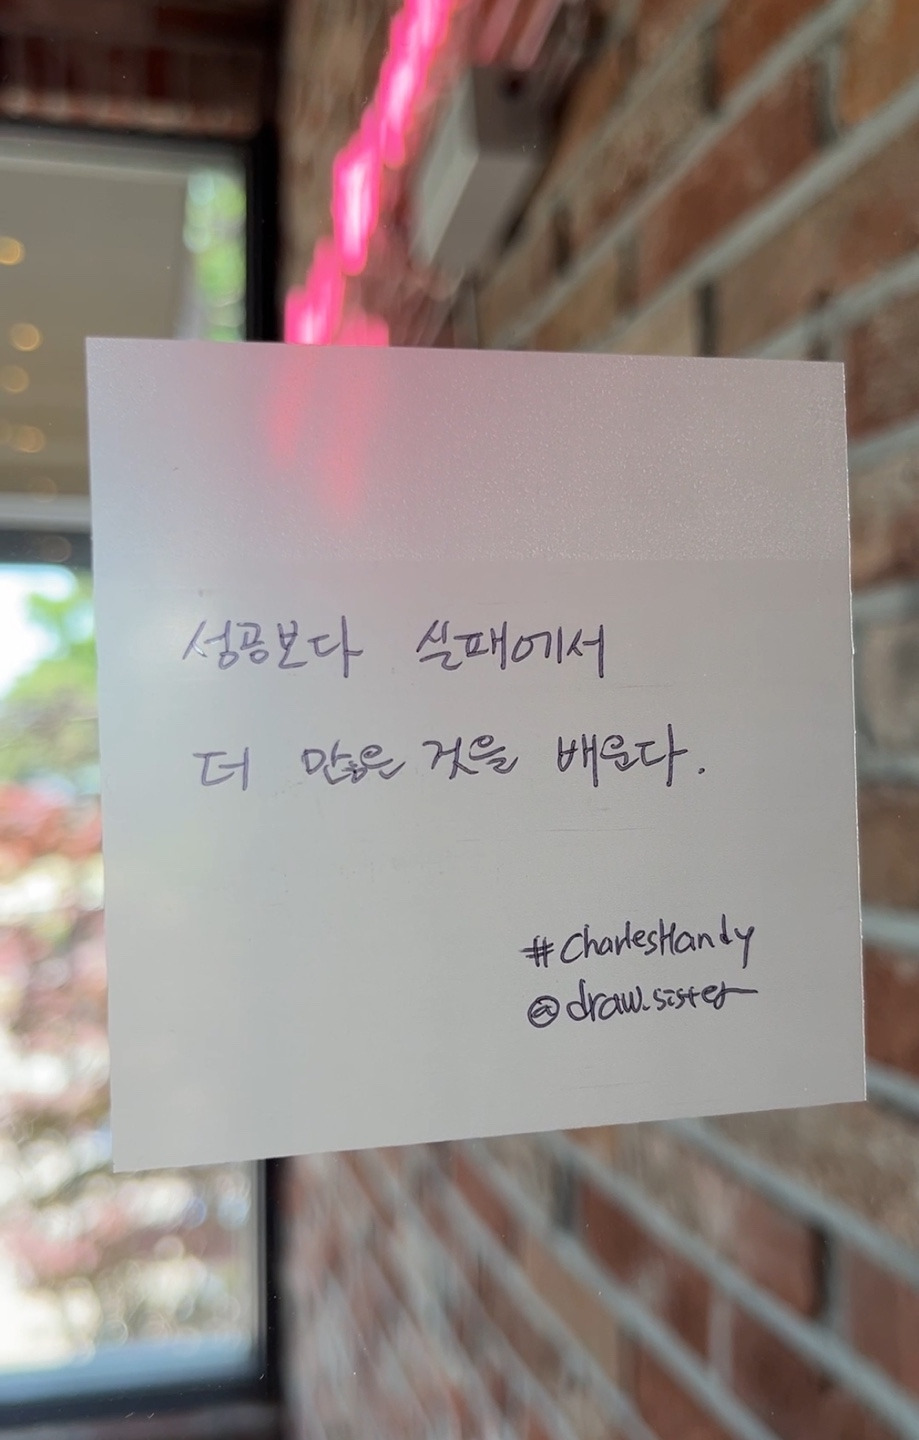 성공보다 실패에서
더 많은 것을 배운다.
#CharlesHandy
@draw.sister